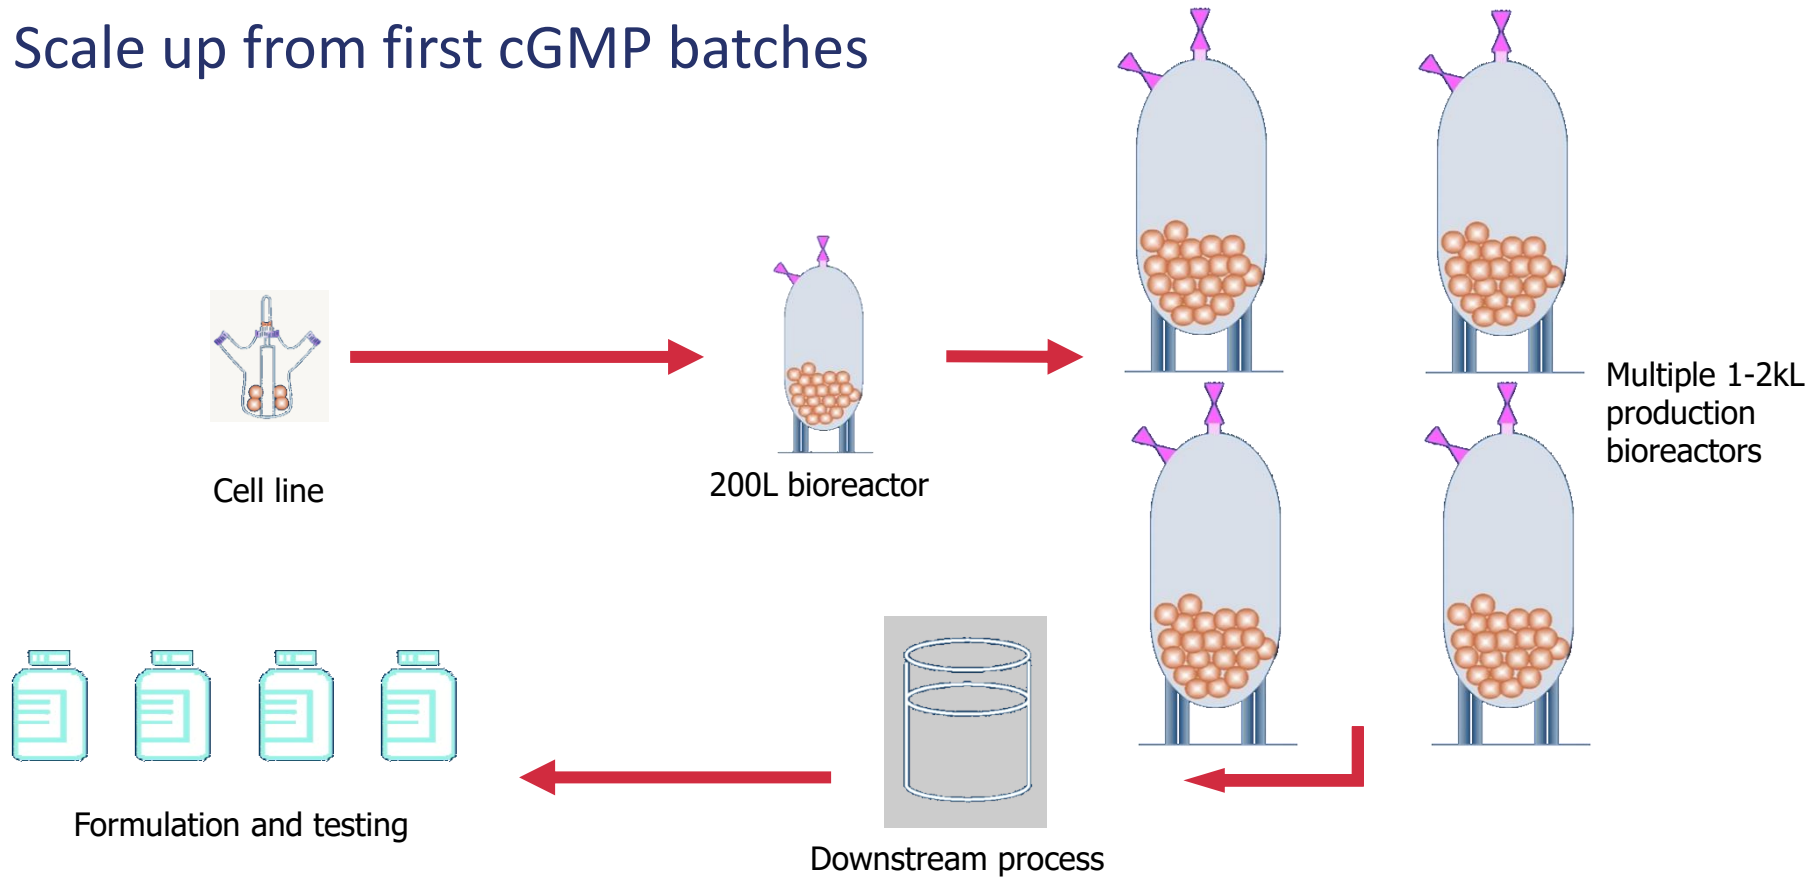 Scale up from first cGMP batches
Cell line
200L bioreactor
Multiple 1-2kL
production
bioreactors
Formulation and testing
Downstream process